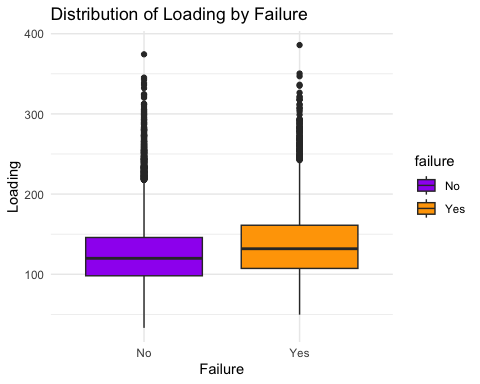 Distribution of Loading by Failure
400
300
200
100
Loading
No
Yes
Failure
failure
No
Yes